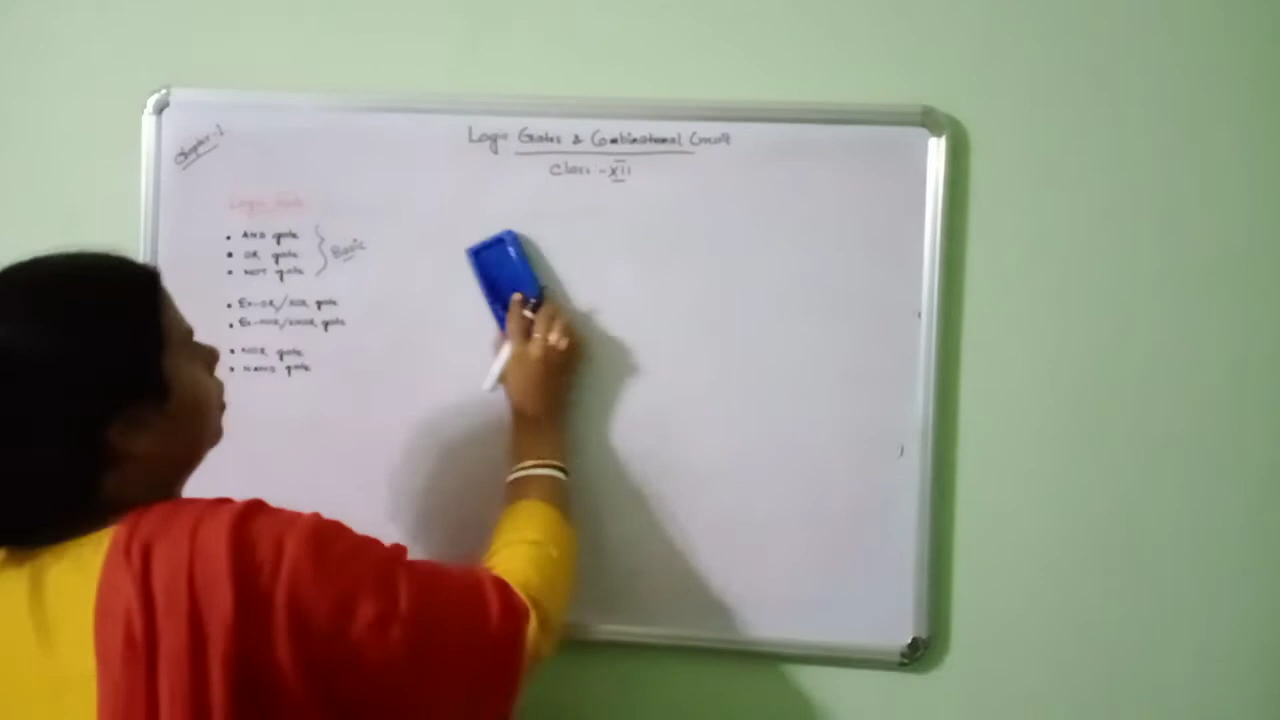 Chapter-1
Logic Gates & Combinational Circuit
Class - XII
Logic Gate
• AND gate
• OR gate
• NOT gate
Basic
• Ex-OR/XOR gate
• Ex-NOR/XNOR gate
• NOR gate
• NAND gate